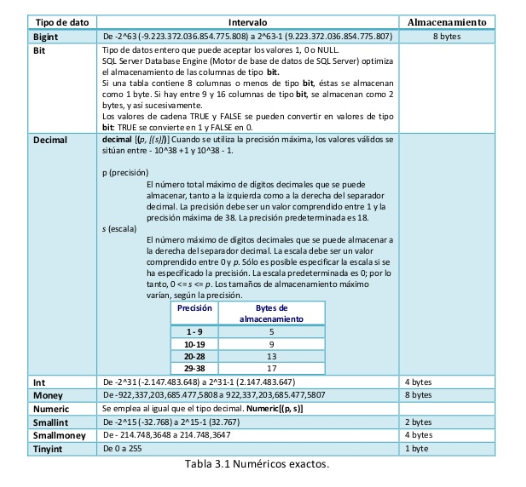 Tipo de dato Intervalo Almacenamiento
Bigint De -2^63 (-9.223.372.036.854.775.808) a 2^63-1 (9.223.372.036.854.775.807) 8 bytes
Bit Tipo de datos entero que puede aceptar los valores 1, 0 o NULL.
SQL Server Database Engine (Motor de base de datos de SQL Server) optimiza
el almacenamiento de las columnas de tipo bit.
Si una tabla contiene 8 columnas o menos de tipo bit, éstas se almacenan
como 1 byte. Si hay entre 9 y 16 columnas de tipo bit, se almacenan como 2
bytes, y así sucesivamente.
Los valores de cadena TRUE y FALSE se pueden convertir en valores de tipo
bit: TRUE se convierte en 1 y FALSE en 0.
Decimal decimal [(p, [(s)])] Cuando se utiliza la precisión máxima, los valores válidos se
sitúan entre - 10^38 +1 y 10^38 - 1.
p (precisión)
El número total máximo de dígitos decimales que se puede
almacenar, tanto a la izquierda como a la derecha del separador
decimal. La precisión debe ser un valor comprendido entre 1 y la
precisión máxima de 38. La precisión predeterminada es 18.
s (escala)
El número máximo de dígitos decimales que se puede almacenar a
la derecha del separador decimal. La escala debe ser un valor
comprendido entre 0 y p. Sólo es posible especificar la escala si se
ha especificado la precisión. La escala predeterminada es 0; por lo
tanto, 0 <= s <= p. Los tamaños de almacenamiento máximo
varían, según la precisión.
Precisión Bytes de
almacenamiento
1 - 9 5
10-19 9
20-28 13
29-38 17
Int De -2^31 (-2.147.483.648) a 2^31-1 (2.147.483.647) 4 bytes
Money De -922,337,203,685.477,5808 a 922,337,203,685.477,5807 8 bytes
Numeric Se emplea al igual que el tipo decimal. Numeric[(p, s)]
Smallint De -2^15 (-32.768) a 2^15-1 (32.767) 2 bytes
Smallmoney De - 214.748,3648 a 214.748,3647 4 bytes
Tinyint De 0 a 255 1 byte
Tabla 3.1 Numéricos exactos.